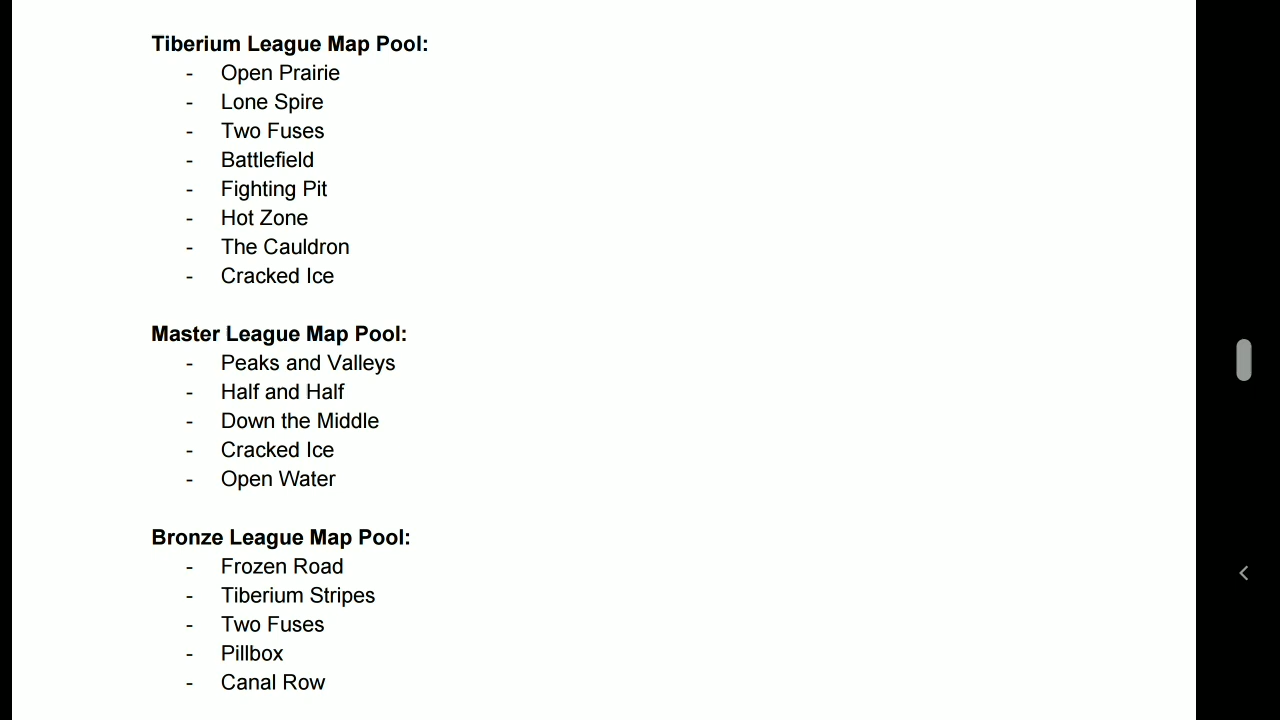 Tiberium League Map Pool:
- Open Prairie
- Lone Spire
- Two Fuses
- Battlefield
- Fighting Pit
- Hot Zone
- The Cauldron
- Cracked Ice
Master League Map Pool:
- Peaks and Valleys
- Half and Half
- Down the Middle
- Cracked Ice
- Open Water
Bronze League Map Pool:
- Frozen Road
- Tiberium Stripes
- Two Fuses
- Pillbox
- Canal Row